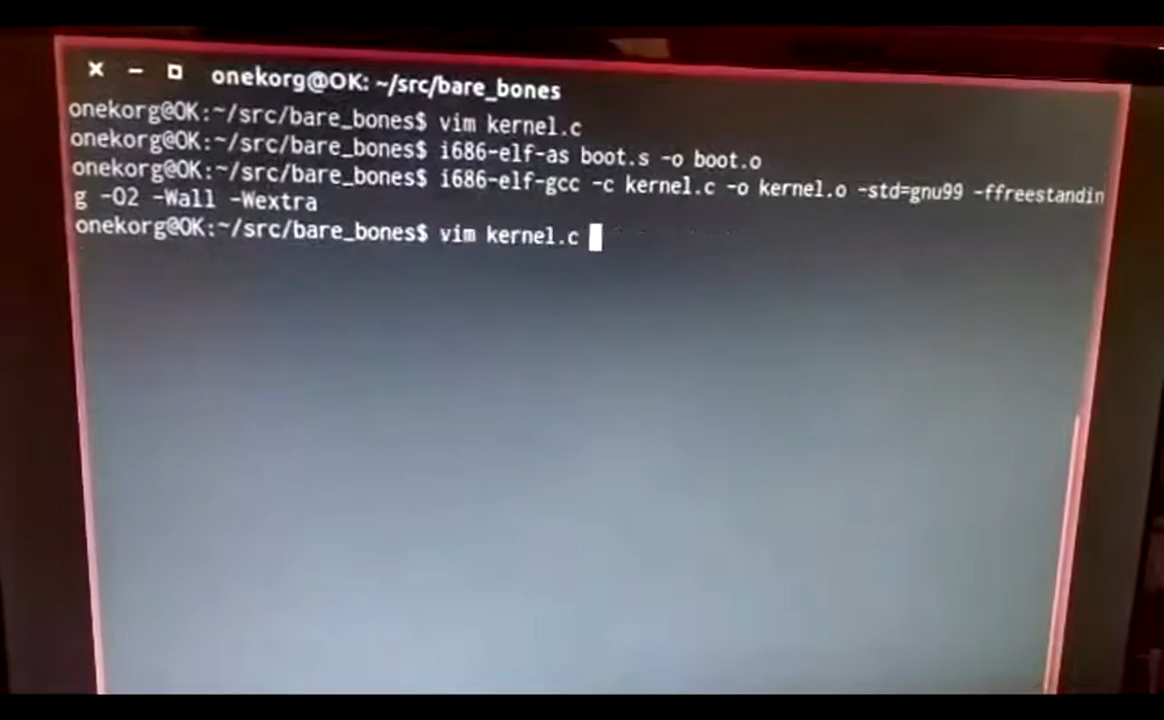 onekorg@OK: ~/src/bare_bones
onekorg@OK:~/src/bare_bones$ vim kernel.c
onekorg@OK:~/src/bare_bones$ i686-elf-as boot.s -o boot.o
onekorg@OK:~/src/bare_bones$ i686-elf-gcc -c kernel.c -o kernel.o -std=gnu99 -ffreestandin
g -O2 -Wall -Wextra
onekorg@OK:~/src/bare_bones$ vim kernel.c